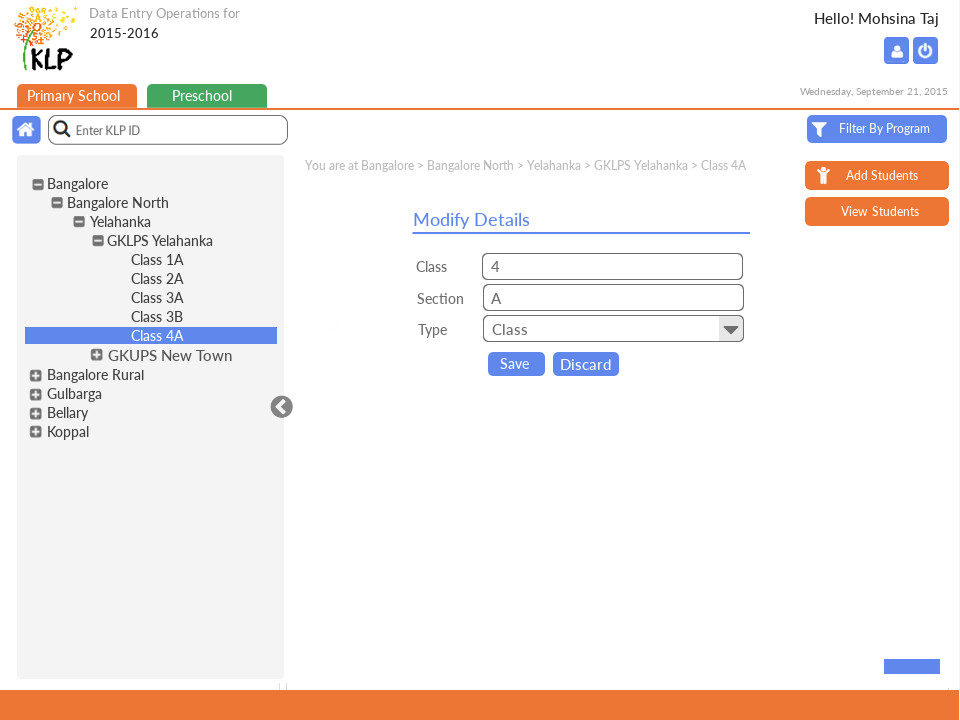 Data Entry Operations for
2015-2016
Hello! Mohsina Taj
KLP
Primary School
Preschool
Wednesday, September 21, 2015
Enter KLP ID
Filter By Program
You are at Bangalore > Bangalore North > Yelahanka > GKLPS Yelahanka > Class 4A
Add Students
View Students
Bangalore
Bangalore North
Yelahanka
GKLPS Yelahanka
Class 1A
Class 2A
Class 3A
Class 3B
Class 4A
GKUPS New Town
Bangalore Rural
Gulbarga
Bellary
Koppal
Modify Details
Class 4
Section A
Type Class
Save Discard